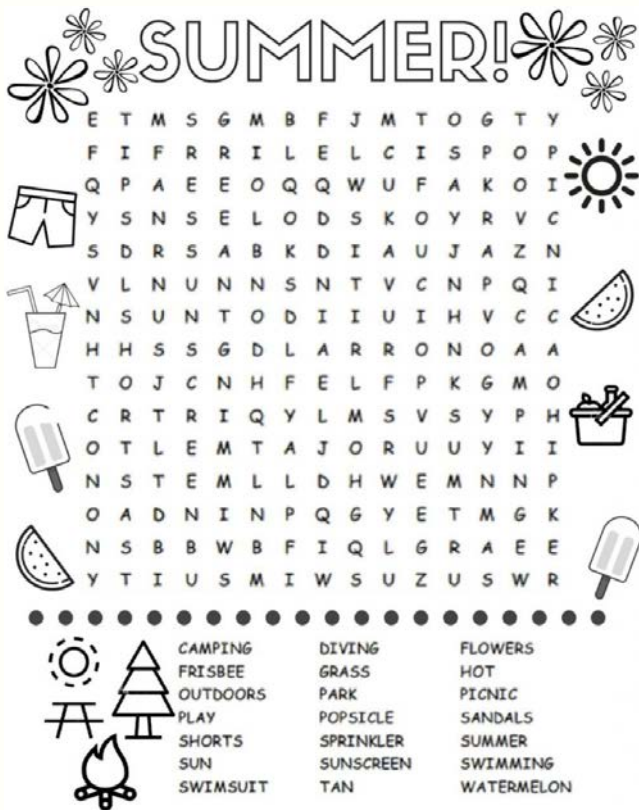 SUMMER!
E T M S G M B F J M T O G T Y
F I F R R I L E L C I S P O P
Q P A E E O Q Q W U F A K O I
Y S N S E L O D S K O Y R V C
S D R S A B K D I A U J A Z N
V L N U N N S N T V C N P Q I
N S U N T O D I I U I H V C C
H H S S G D L A R R O N O A A
T O J C N H F E L F P K G M O
C R T R I Q Y L M S V S Y P H
O T L E M T A J O R U U Y I I
N S T E M L L D H W E M N N P
O A D N I N P Q G Y E T M G K
N S B B W B F I Q L G R A E E
Y T I U S M I W S U Z U S W R
CAMPING DIVING FLOWERS
FRISBEE GRASS HOT
OUTDOORS PARK PICNIC
PLAY POPSICLE SANDALS
SHORTS SPRINKLER SUMMER
SUN SUNSCREEN SWIMMING
SWIMSUIT TAN WATERMELON